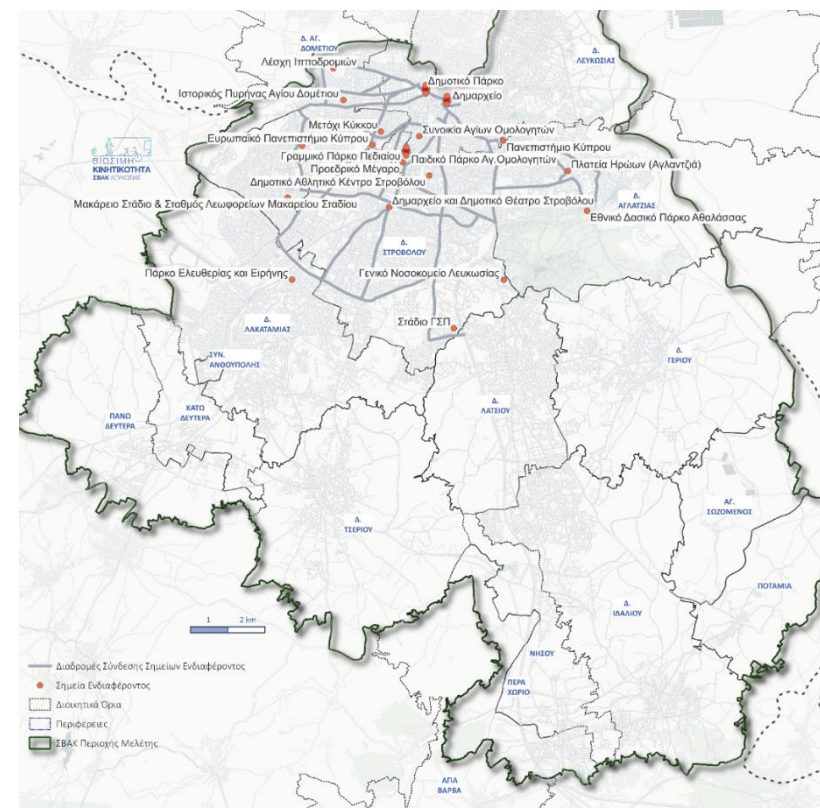 Δ. ΑΓ.
ΔΟΜΕΤΙΟΥ
Δ.
ΛΕΥΚΩΣΙΑΣ
Λέσχη Ιπποδρομιών
Δημοτικό Πάρκο
Ιστορικός Πυρήνας Αγίου Δομέτιου
Δημαρχείο
Μετόχι Κύκκου
Συνοικία Αγίων Ομολογητών
Ευρωπαϊκό Πανεπιστήμιο Κύπρου
Πανεπιστήμιο Κύπρου
Γραμμικό Πάρκο Πεδιαίου
Παιδικό Πάρκο Αγ.Ομολογητών
Πλατεία Ηρώων (Αγλαντζιά)
Προεδρικό Μέγαρο
Δημοτικό Αθλητικό Κέντρο Στροβόλου
Μακάρειο Στάδιο & Σταθμός Λεωφορείων Μακαρείου Σταδίου
Δημαρχείο και Δημοτικό Θέατρο Στροβόλου
Δ.
ΑΓΛΑΤΖΙΑΣ
Εθνικό Δασικό Πάρκο Αθαλάσσας
ΒΙΩΣΙΜΗ
ΚΙΝΗΤΙΚΟΤΗΤΑ
ΣΒΑΚ ΛΕΥΚΩΣΙΑΣ
Δ.
ΣΤΡΟΒΟΛΟΥ
Πάρκο Ελευθερίας και Ειρήνης
Γενικό Νοσοκομείο Λευκωσίας
Στάδιο ΓΣΠ
Δ.
ΛΑΚΑΤΑΜΙΑΣ
ΣΥΝ.
ΑΝΘΟΥΠΟΛΗΣ
Δ.
ΓΕΡΙΟΥ
ΠΑΝΩ
ΔΕΥΤΕΡΑ
ΚΑΤΩ
ΔΕΥΤΕΡΑ
Δ.
ΛΑΤΣΙΟΥ
Δ.
ΤΣΕΡΙΟΥ
ΑΓ.
ΣΩΖΟΜΕΝΟΣ
ΠΟΤΑΜΙΑ
Δ.
ΙΔΑΛΙΟΥ
ΝΗΣΟΥ
ΠΕΡΑ
ΧΩΡΙΟ
ΑΓΙΑ
ΒΑΡΒΑ
1 2 km
Διαδρομές Σύνδεσης Σημείων Ενδιαφέροντος
Σημεία Ενδιαφέροντος
Διοικητικά Όρια
Περιφέρειες
ΣΒΑΚ Περιοχής Μελέτης